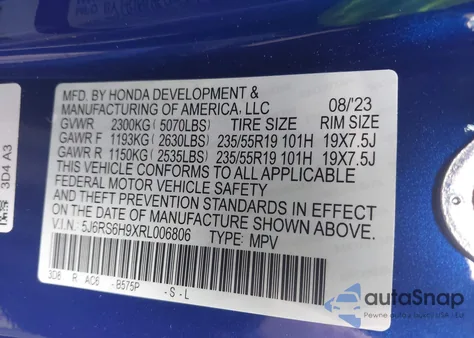 MFD. BY HONDA DEVELOPMENT &
MANUFACTURING OF AMERICA, LLC 08/'23
GVWR 2300KG(5070LBS) TIRE SIZE RIM SIZE
GAWR F 1193KG(2630LBS) 235/55R19 101H 19X7.5J
GAWR R 1150KG(2535LBS) 235/55R19 101H 19X7.5J
THIS VEHICLE CONFORMS TO ALL APPLICABLE
FEDERAL MOTOR VEHICLE SAFETY
AND THEFT PREVENTION STANDARDS IN EFFECT
ON THE DATE OF MANUFACTURE SHOWN ABOVE.
V.I.N: 5J6RS6H9XRL006806 TYPE: MPV
3D8 R AC6 -B575P -S-L
3D4 A3
autoSnap